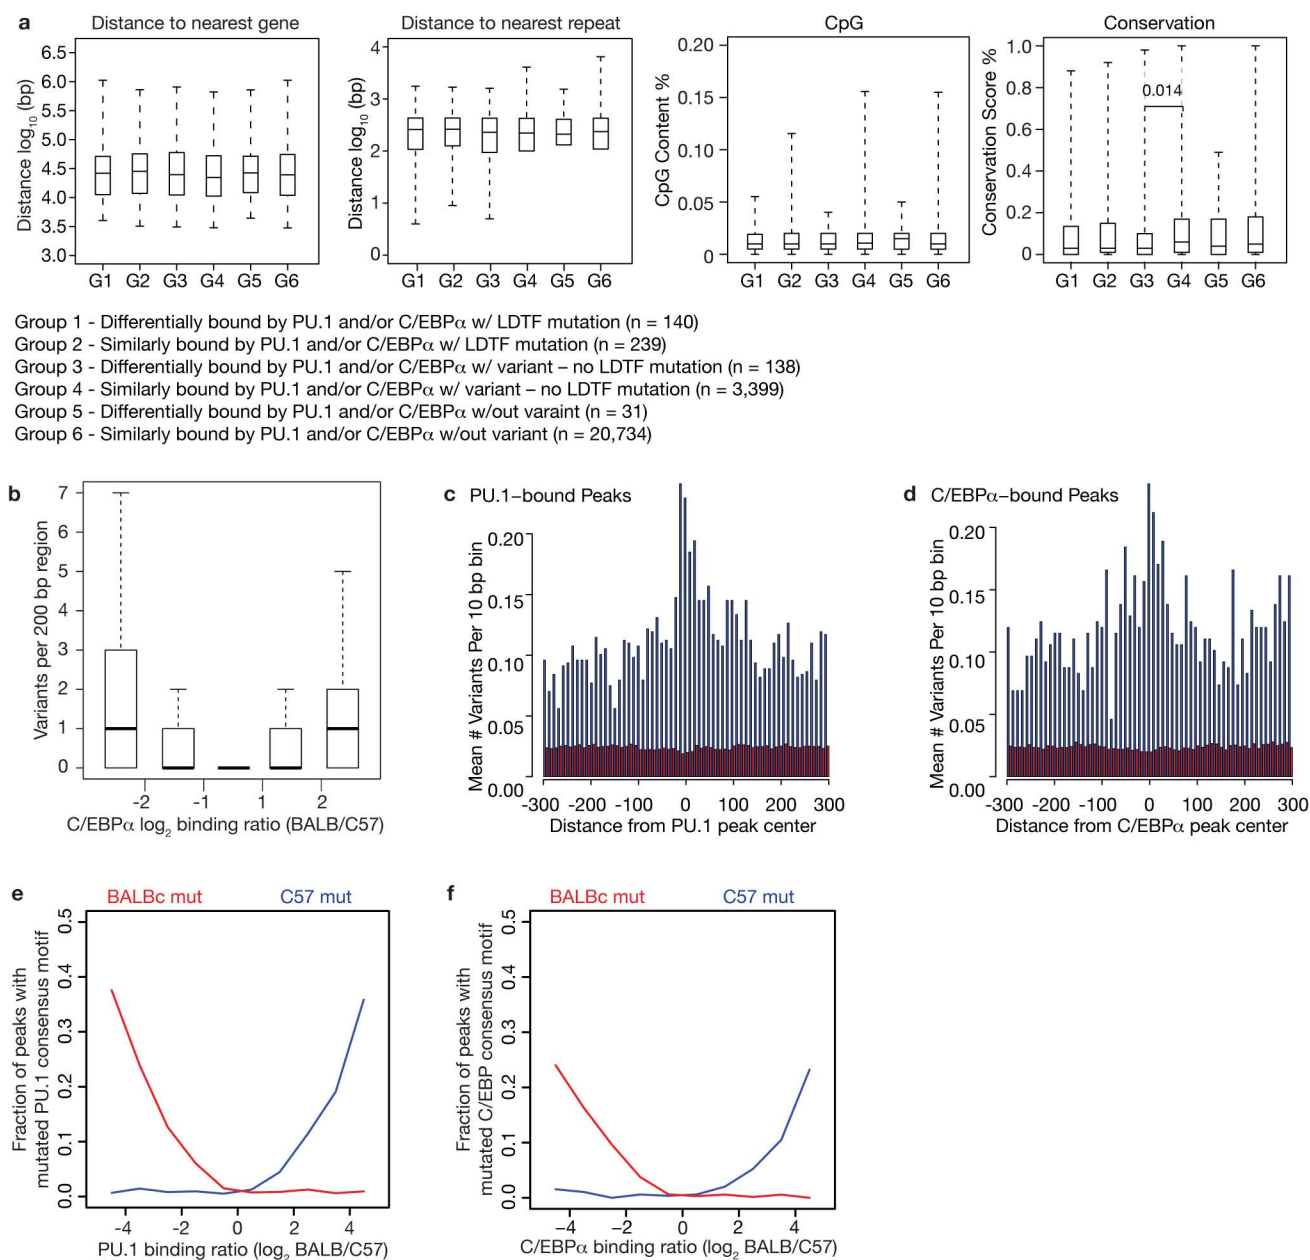 a
Distance to nearest gene
Distance log10 (bp)
6.5
6.0
5.5
5.0
4.5
4.0
3.5
3.0
G1 G2 G3 G4 G5 G6
Distance to nearest repeat
Distance log10 (bp)
4
3
2
1
0
G1 G2 G3 G4 G5 G6
CpG
CpG Content %
0.20
0.15
0.10
0.05
0
G1 G2 G3 G4 G5 G6
Conservation
Conservation Score %
1.0
0.8
0.6
0.4
0.2
0
0.014
G1 G2 G3 G4 G5 G6
Group 1 - Differentially bound by PU.1 and/or C/EBPα w/ LDTF mutation (n = 140)
Group 2 - Similarly bound by PU.1 and/or C/EBPα w/ LDTF mutation (n = 239)
Group 3 - Differentially bound by PU.1 and/or C/EBPα w/ variant – no LDTF mutation (n = 138)
Group 4 - Similarly bound by PU.1 and/or C/EBPα w/ variant – no LDTF mutation (n = 3,399)
Group 5 - Differentially bound by PU.1 and/or C/EBPα w/out varaint (n = 31)
Group 6 - Similarly bound by PU.1 and/or C/EBPα w/out variant (n = 20,734)
b
Variants per 200 bp region
7
6
5
4
3
2
1
0
-2 -1 1 2
C/EBPα log2 binding ratio (BALB/C57)
c PU.1–bound Peaks
Mean # Variants Per 10 bp bin
0.20
0.15
0.10
0.05
0.00
-300 -200 -100 0 100 200 300
Distance from PU.1 peak center
d C/EBPα–bound Peaks
Mean # Variants Per 10 bp bin
0.20
0.15
0.10
0.05
0.00
-300 -200 -100 0 100 200 300
Distance from C/EBPα peak center
e
BALBc mut C57 mut
Fraction of peaks with
mutated PU.1 consensus motif
0.5
0.4
0.3
0.2
0.1
0.0
-4 -2 0 2 4
PU.1 binding ratio (log2 BALB/C57)
f
BALBc mut C57 mut
Fraction of peaks with
mutated C/EBP consensus motif
0.5
0.4
0.3
0.2
0.1
0.0
−4 −2 0 2 4
C/EBPα binding ratio (log2 BALB/C57)